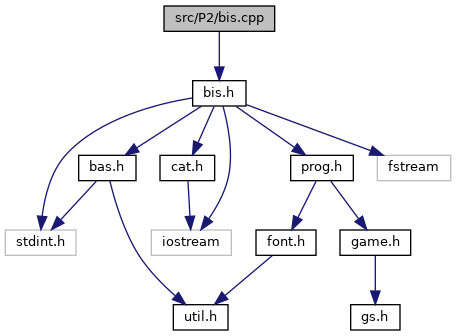 src/P2/bis.cpp
bis.h
bas.h
cat.h
prog.h
fstream
stdint.h
iostream
font.h
game.h
util.h
gs.h